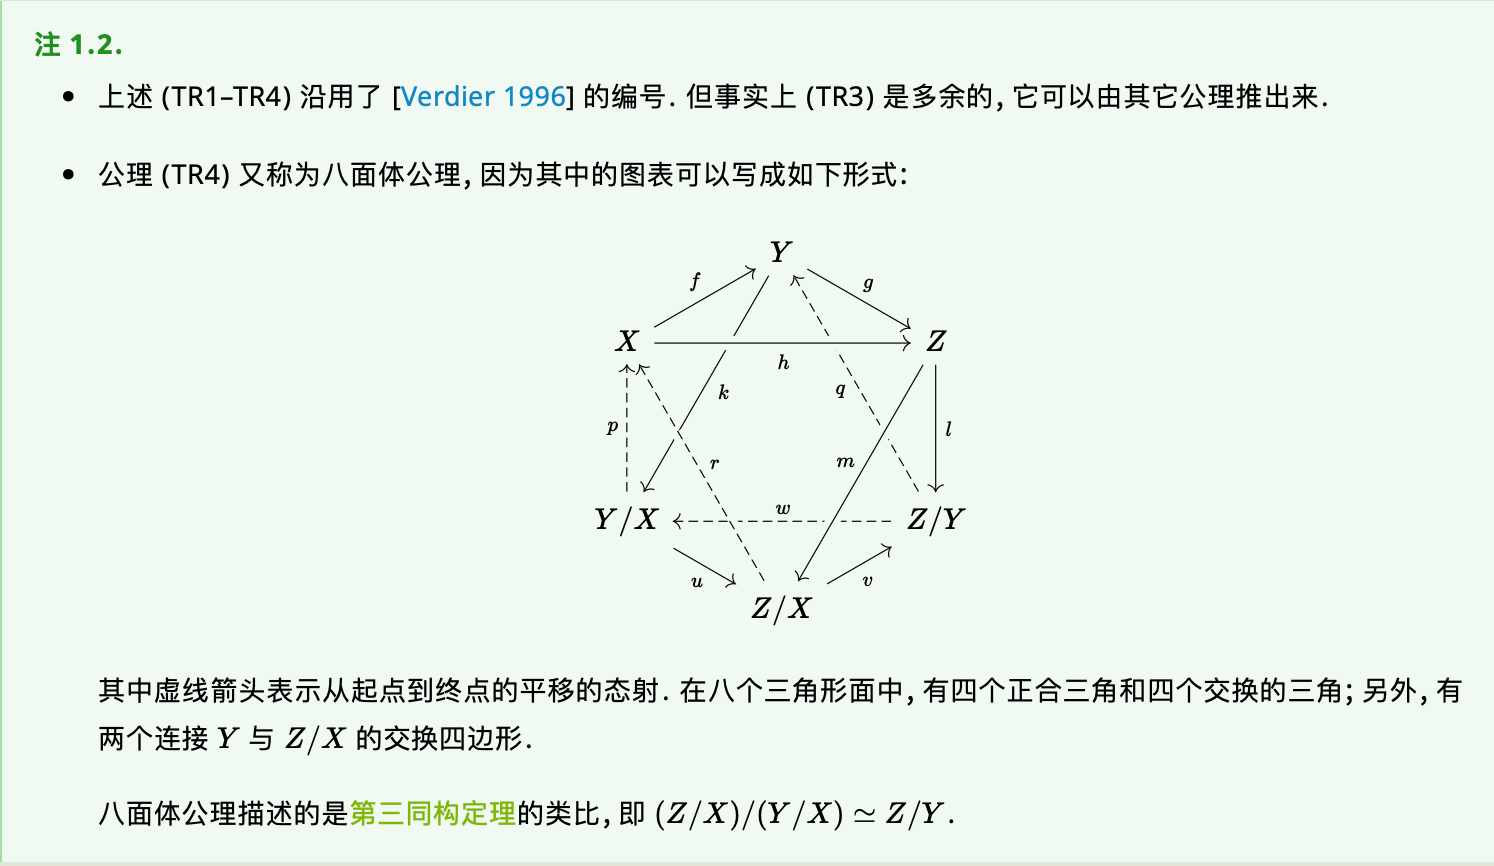 注 1.2.
• 上述 (TR1–TR4) 沿用了 [Verdier 1996] 的编号. 但事实上 (TR3) 是多余的, 它可以由其它公理推出来.
• 公理 (TR4) 又称为八面体公理, 因为其中的图表可以写成如下形式:
Y
f
g
X
Z
h
k
q
p
l
r
m
w
Y/X
Z/Y
u
v
Z/X
其中虚线箭头表示从起点到终点的平移的态射. 在八个三角形面中, 有四个正合三角和四个交换的三角; 另外, 有
两个连接 Y 与 Z/X 的交换四边形.
八面体公理描述的是第三同构定理的类比, 即 (Z/X)/(Y/X) ≃ Z/Y.